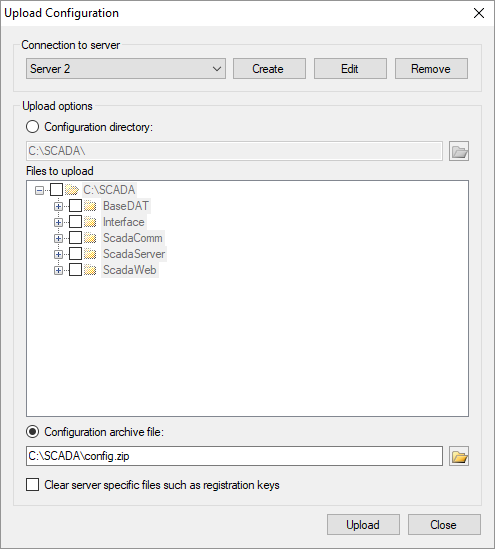 Upload Configuration
Connection to server
Server 2
Create
Edit
Remove
Upload options
Configuration directory:
C:\SCADA\
Files to upload
C:\SCADA
BaseDAT
Interface
ScadaComm
ScadaServer
ScadaWeb
Configuration archive file:
C:\SCADA\config.zip
Clear server specific files such as registration keys
Upload
Close